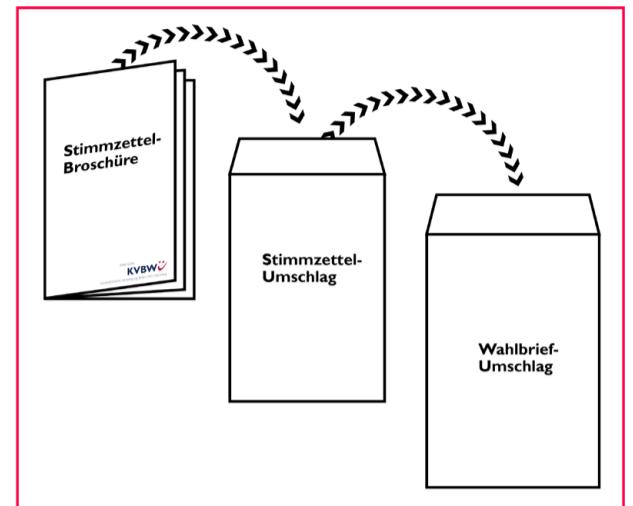 Stimmzettel-
Broschüre
KVBW
Stimmzettel-
Umschlag
Wahlbrief-
Umschlag